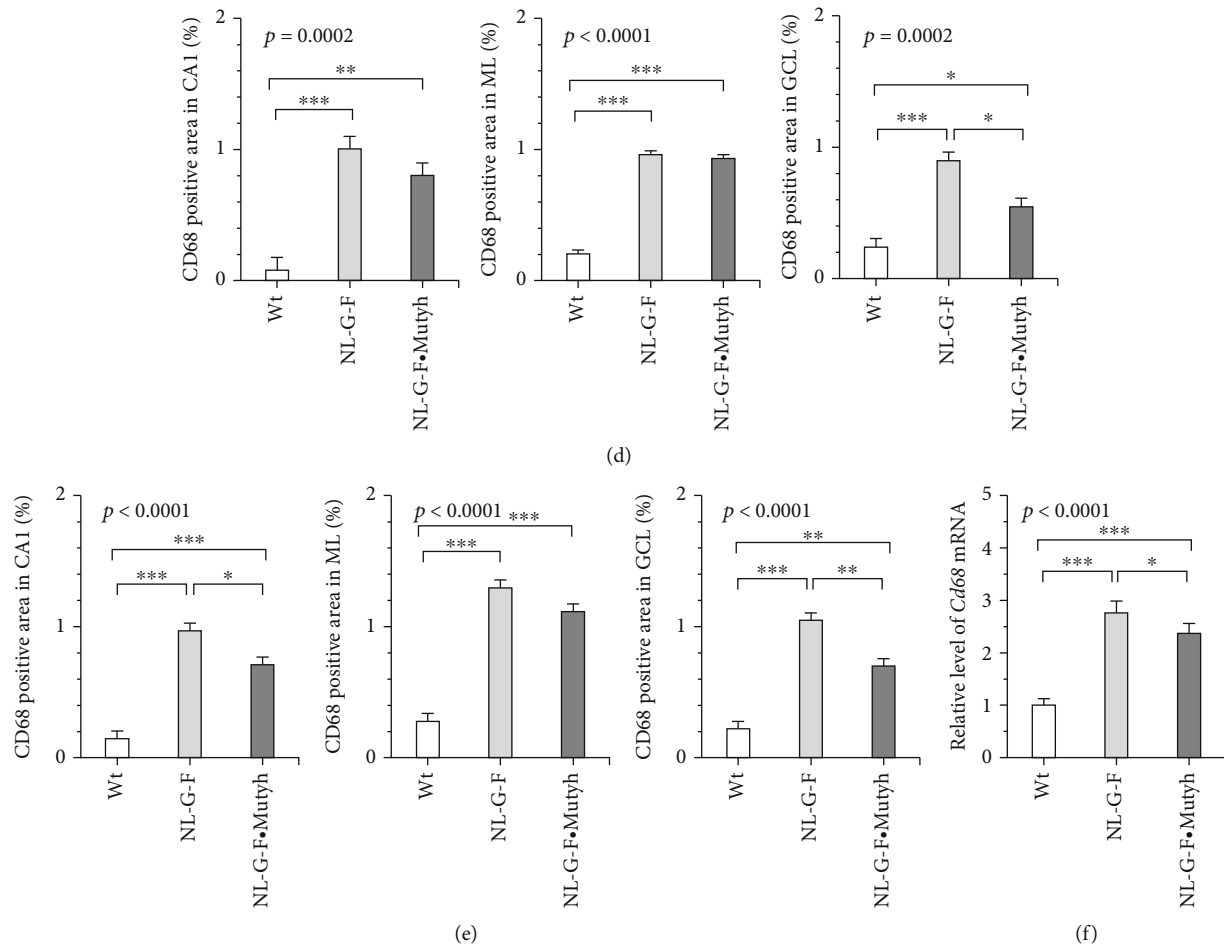 CD68 positive area in CA1 (%)
2
1
0
p = 0.0002
**
***
Wt
NL-G-F
NL-G-F•Mutyh
CD68 positive area in ML (%)
2
1
0
p < 0.0001
***
***
Wt
NL-G-F
NL-G-F•Mutyh
CD68 positive area in GCL (%)
2
1
0
p = 0.0002
*
***
*
Wt
NL-G-F
NL-G-F•Mutyh
(d)
CD68 positive area in CA1 (%)
2
1
0
p < 0.0001
***
***
*
Wt
NL-G-F
NL-G-F•Mutyh
CD68 positive area in ML (%)
2
1
0
p < 0.0001
***
***
Wt
NL-G-F
NL-G-F•Mutyh
CD68 positive area in GCL (%)
2
1
0
p < 0.0001
**
***
**
Wt
NL-G-F
NL-G-F•Mutyh
(e)
Relative level of Cd68 mRNA
5
4
3
2
1
0
p < 0.0001
***
***
*
Wt
NL-G-F
NL-G-F•Mutyh
(f)